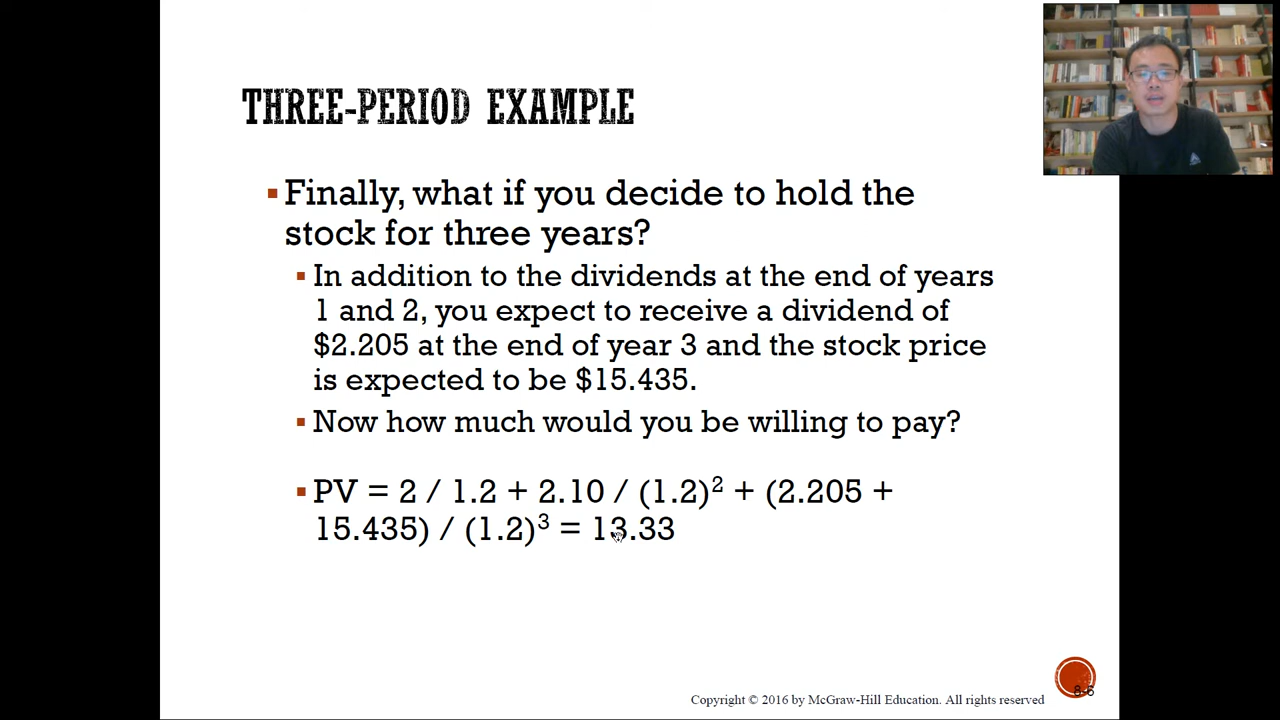 THREE-PERIOD EXAMPLE
Finally, what if you decide to hold the
stock for three years?
In addition to the dividends at the end of years
1 and 2, you expect to receive a dividend of
$2.205 at the end of year 3 and the stock price
is expected to be $15.435.
Now how much would you be willing to pay?
PV = 2 / 1.2 + 2.10 / (1.2)² + (2.205 +
15.435) / (1.2)³ = 13.33
8-6
Copyright © 2016 by McGraw-Hill Education. All rights reserved